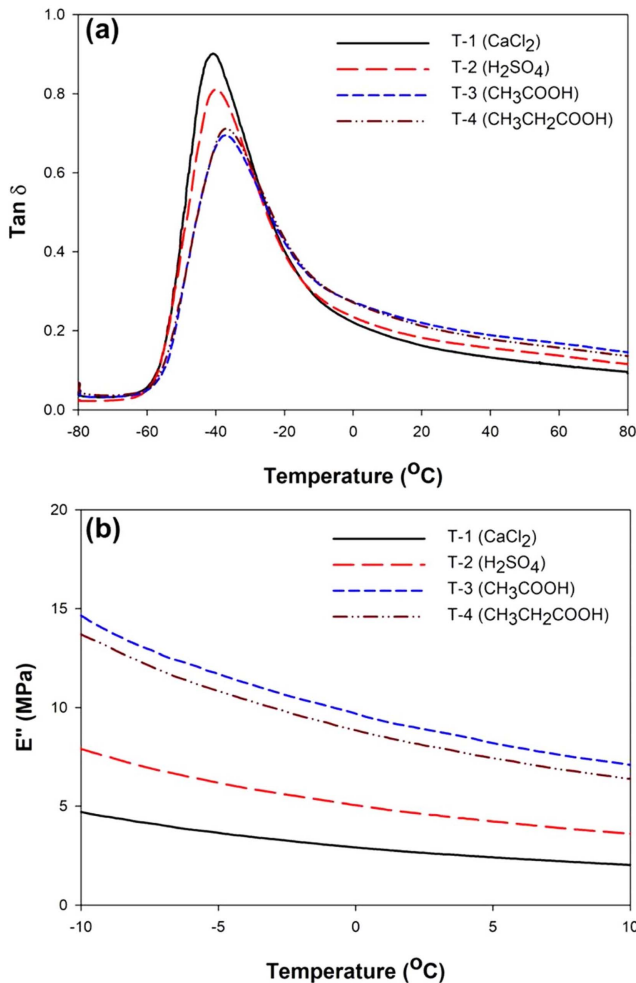 (a)
T-1 (CaCl2)
T-2 (H2SO4)
T-3 (CH3COOH)
T-4 (CH3CH2COOH)
Tan δ
1.0
0.8
0.6
0.4
0.2
0.0
-80 -60 -40 -20 0 20 40 60 80
Temperature (OC)
(b)
T-1 (CaCl2)
T-2 (H2SO4)
T-3 (CH3COOH)
T-4 (CH3CH2COOH)
E" (MPa)
20
15
10
5
0
-10 -5 0 5 10
Temperature (OC)